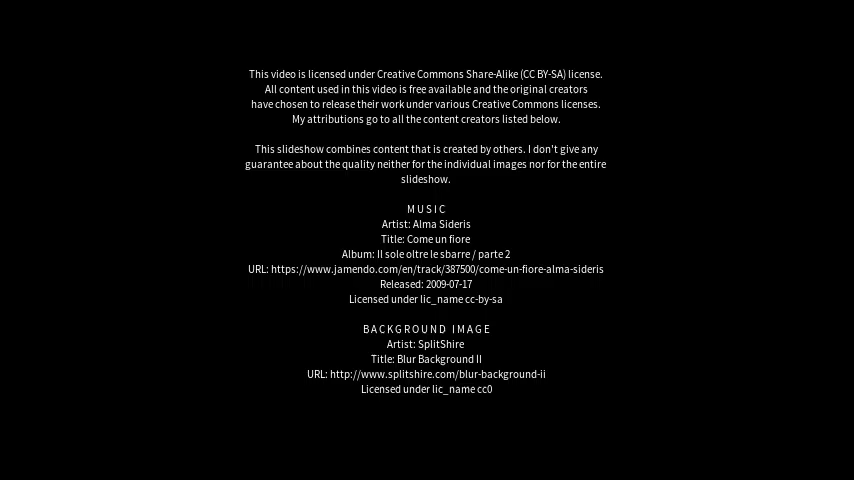 This video is licensed under Creative Commons Share-Alike (CC BY-SA) license.
All content used in this video is free available and the original creators
have chosen to release their work under various Creative Commons licenses.
My attributions go to all the content creators listed below.
This slideshow combines content that is created by others. I don't give any
guarantee about the quality neither for the individual images nor for the entire
slideshow.
MUSIC
Artist: Alma Sideris
Title: Come un fiore
Album: Il sole oltre le sbarre / parte 2
URL: https://www.jamendo.com/en/track/387500/come-un-fiore-alma-sideris
Released: 2009-07-17
Licensed under lic_name cc-by-sa
BACKGROUND IMAGE
Artist: SplitShire
Title: Blur Background II
URL: http://www.splitshire.com/blur-background-ii
Licensed under lic_name cc0